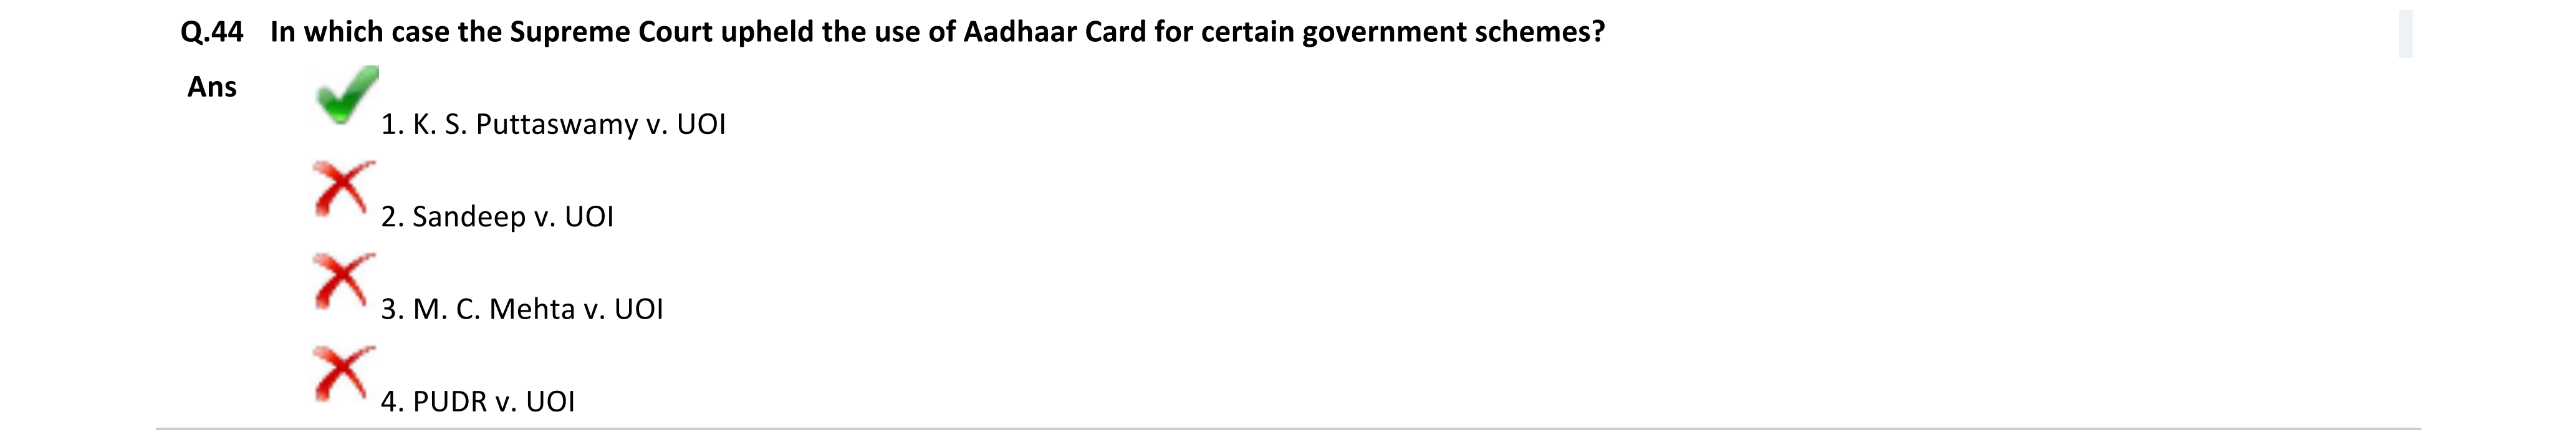 Q.44 In which case the Supreme Court upheld the use of Aadhaar Card for certain government schemes?
Ans
1. K. S. Puttaswamy v. UOI
2. Sandeep v. UOI
3. M. C. Mehta v. UOI
4. PUDR v. UOI